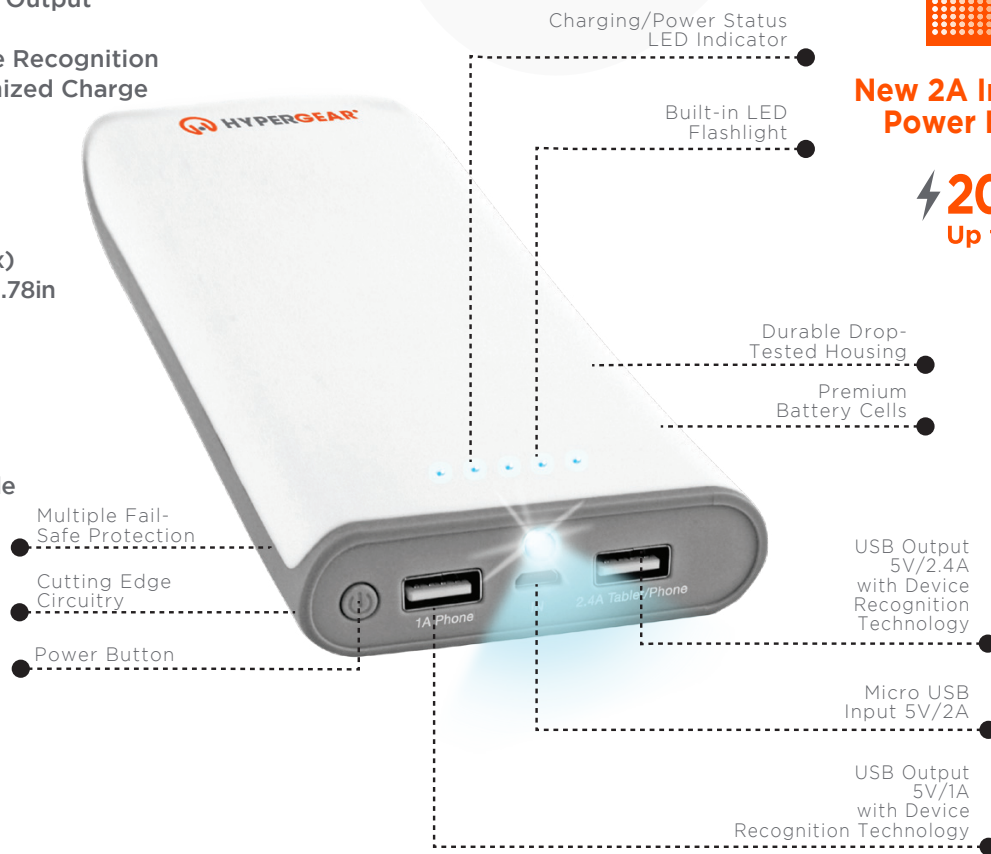 Output
Recognition
Charge
.78in
HYPERGEAR
Charging/Power Status
LED Indicator
Built-in LED
Flashlight
New 2A
Power
Up
Durable Drop-
Tested Housing
Premium
Battery Cells
Multiple Fail-
Safe Protection
Cutting Edge
Circuitry
Power Button
1A Phone
2.4A Tablet/Phone
USB Output
5V/2.4A
with Device
Recognition
Technology
Micro USB
Input 5V/2A
USB Output
5V/1A
with Device
Recognition Technology